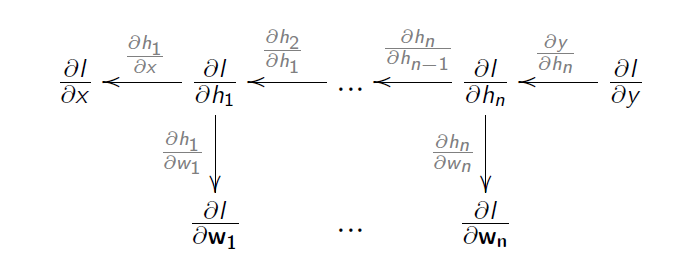 ∂h₁/∂x ∂h₂/∂h₁ ∂hₙ/∂hₙ₋₁ ∂y/∂hₙ
∂l/∂x ∂l/∂h₁ ... ∂l/∂hₙ ∂l/∂y
∂h₁/∂w₁ ∂hₙ/∂wₙ
∂l/∂w₁ ... ∂l/∂wₙ